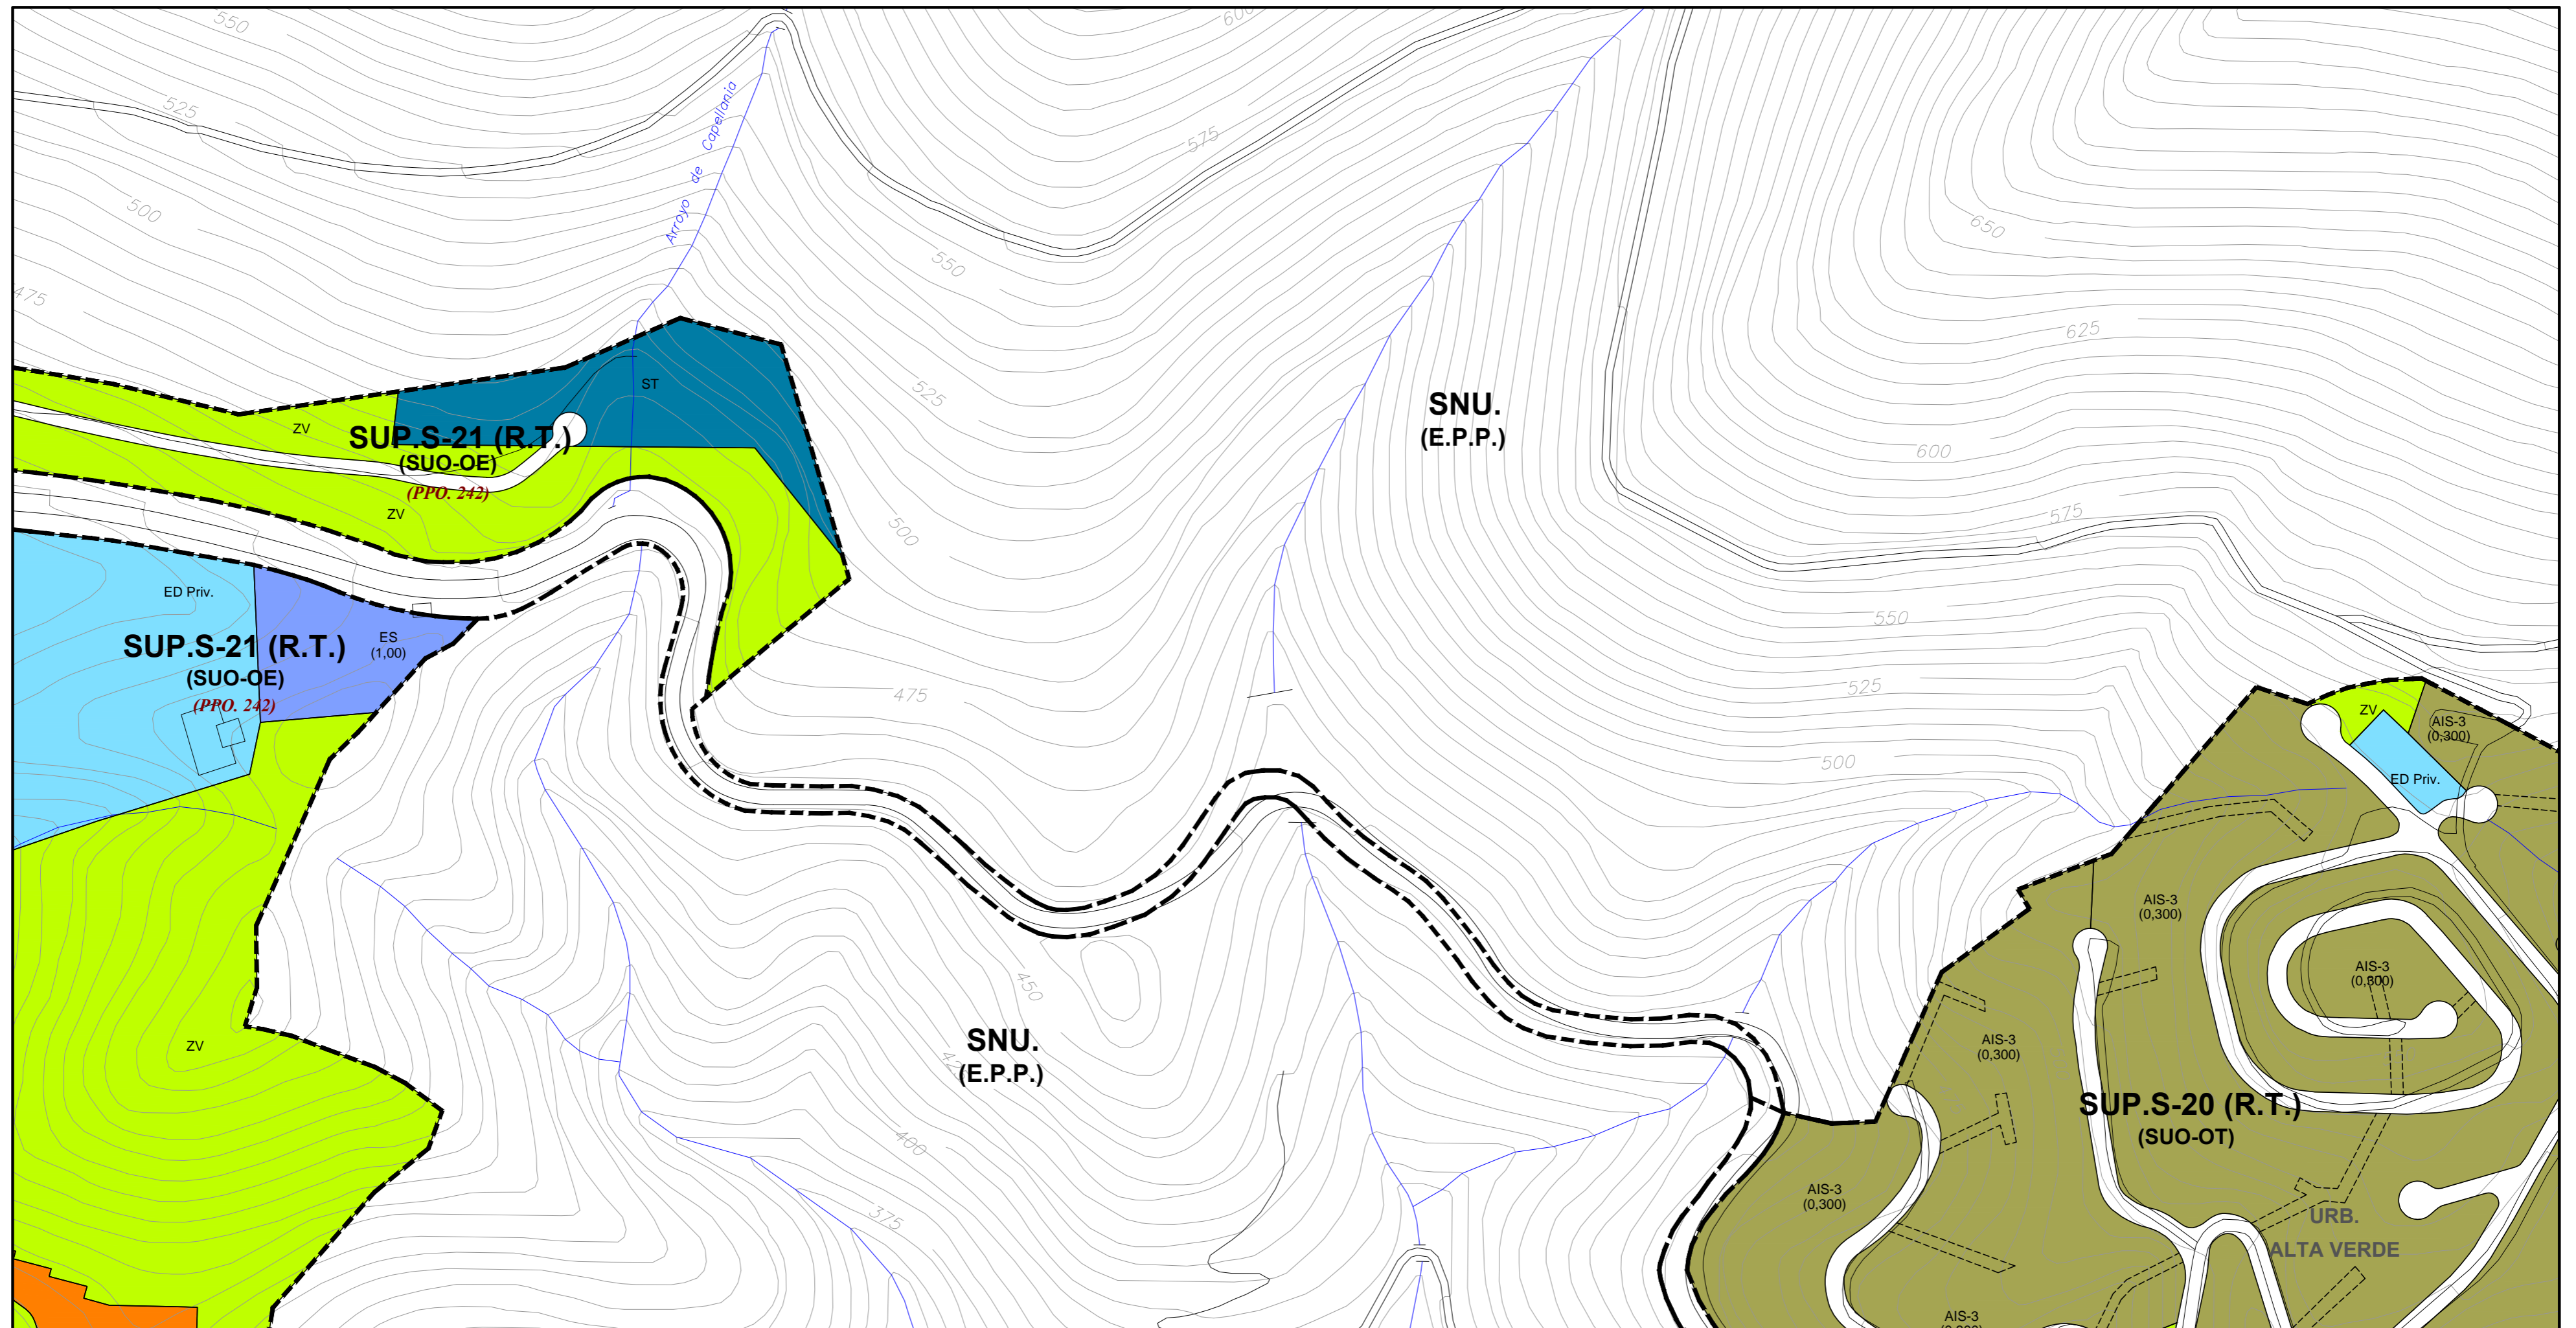 550
600
525
Arroyo de Capellania
575
500
550
650
475
625
ST
525
SNU.
(E.P.P.)
ZV
SUP.S-21 (R.T.)
(SUO-OE)
(PPO. 242)
600
ZV
575
500
ED Priv.
550
ES
(1,00)
SUP.S-21 (R.T.)
(SUO-OE)
(PPO. 242)
475
525
ZV
AIS-3
(0,300)
500
ED Priv.
AIS-3
(0,300)
AIS-3
(0,300)
450
ZV
SNU.
(E.P.P.)
AIS-3
(0,300)
SUP.S-20 (R.T.)
(SUO-OT)
400
AIS-3
(0,300)
375
URB.
ALTA VERDE
AIS-3